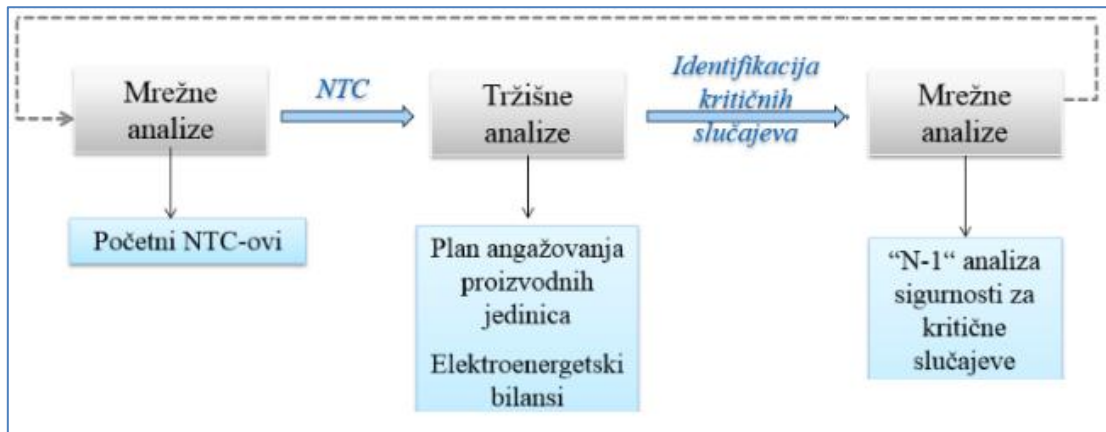 Mrežne
analize
NTC
Tržišne
analize
Identifikacija
kritičnih
slučajeva
Mrežne
analize
Početni NTC-ovi
Plan angažovanja
proizvodnih
jedinica
Elektroenergetski
bilansi
“N-1“ analiza
sigurnosti za
kritične
slučajeve